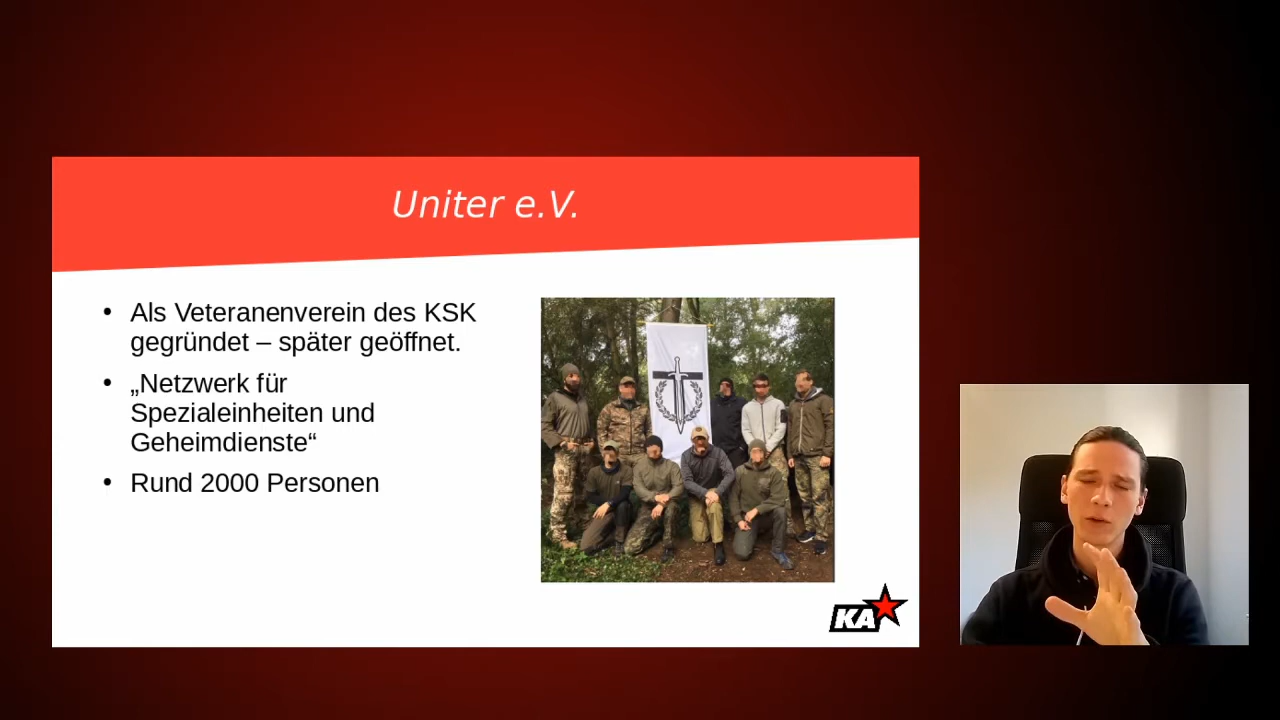 Uniter e.V.
• Als Veteranenverein des KSK
gegründet – später geöffnet.
• „Netzwerk für
Spezialeinheiten und
Geheimdienste“
• Rund 2000 Personen
KA